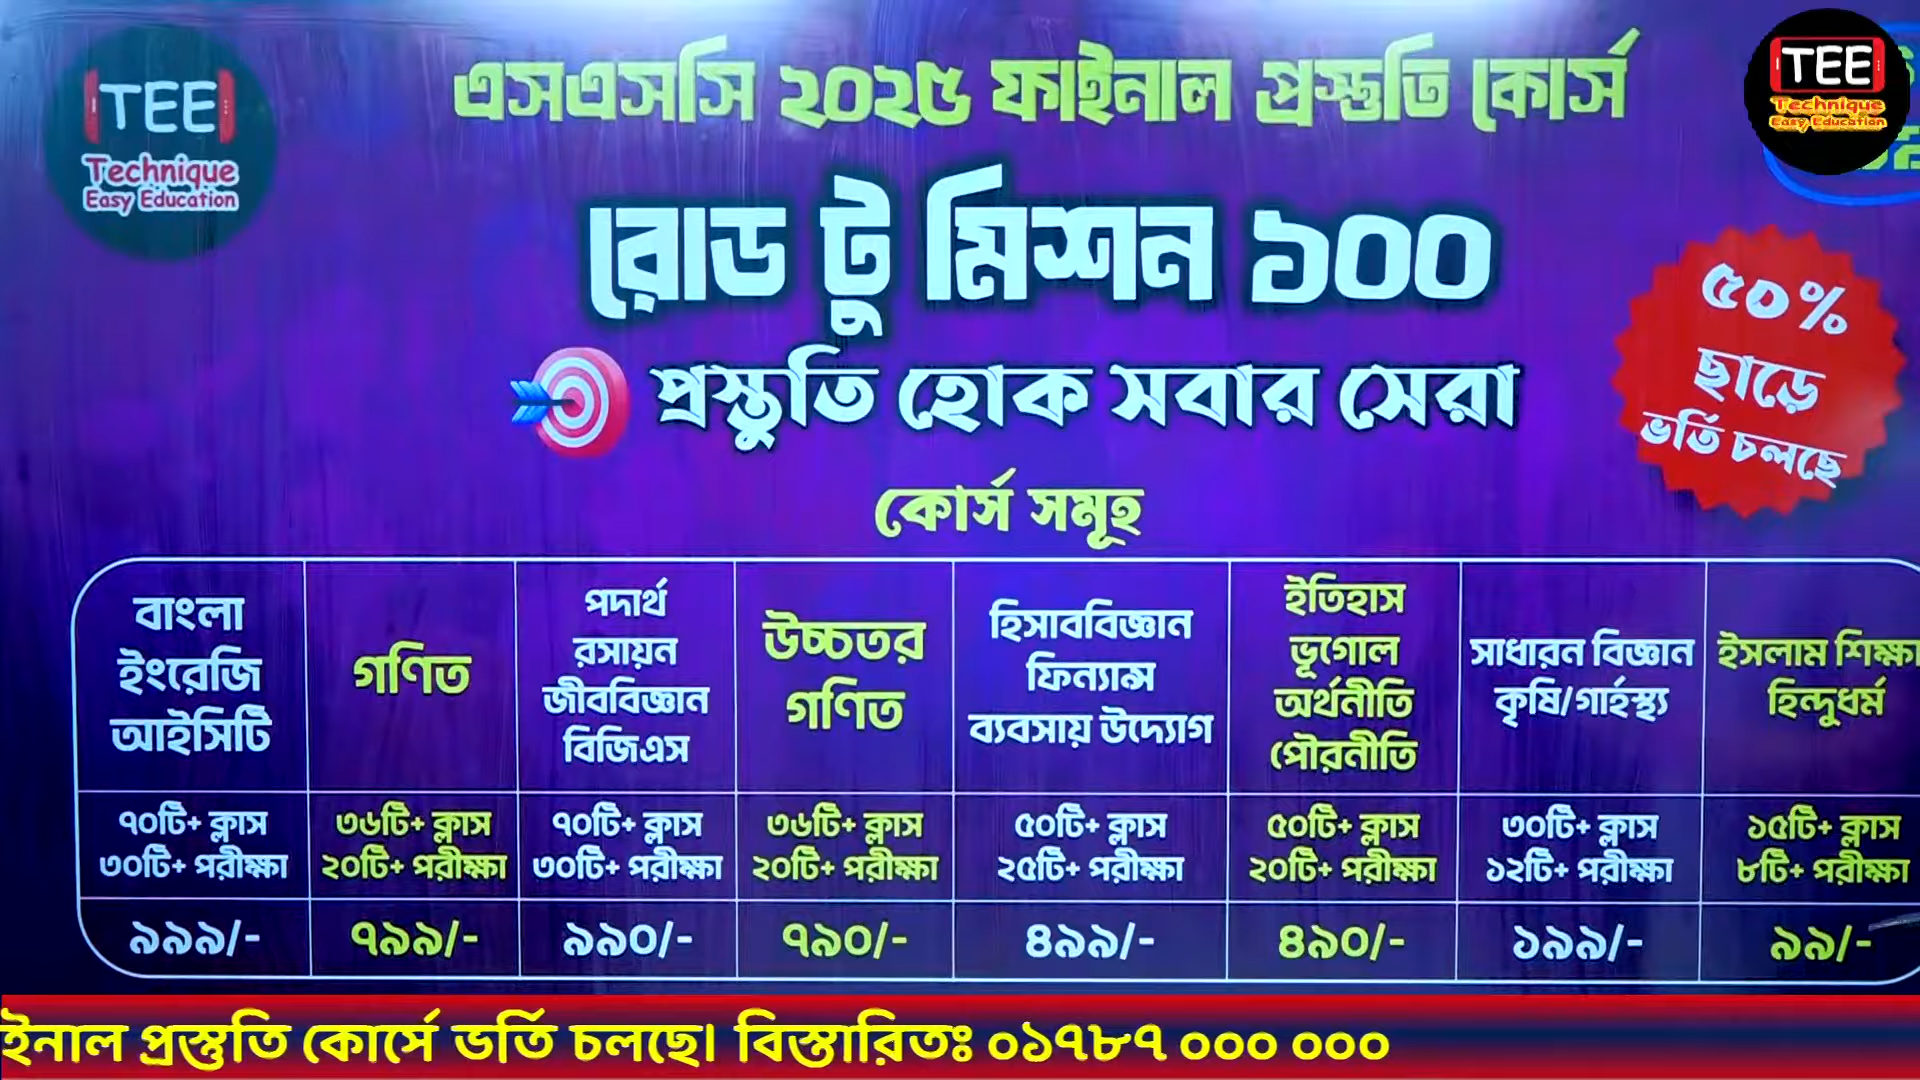 TEE
Technique
Easy Education
এসএসসি ২০২৫ ফাইনাল প্রস্তুতি কোর্স
TEE
Technique
Easy Education
রোড টু মিশন ১০০
৫০%
ছাড়ে
ভর্তি চলছে
প্রস্তুতি হোক সবার সেরা
কোর্স সমূহ
বাংলা
ইংরেজি
আইসিটি
গণিত
পদার্থ
রসায়ন
জীববিজ্ঞান
বিজিএস
উচ্চতর
গণিত
হিসাববিজ্ঞান
ফিন্যান্স
ব্যবসায় উদ্যোগ
ইতিহাস
ভূগোল
অর্থনীতি
পৌরনীতি
সাধারন বিজ্ঞান
কৃষি/গার্হস্থ্য
ইসলাম শিক্ষা
হিন্দুধর্ম
৭০টি+ ক্লাস
৩০টি+ পরীক্ষা
৩৬টি+ ক্লাস
২০টি+ পরীক্ষা
৭০টি+ ক্লাস
৩০টি+ পরীক্ষা
৩৬টি+ ক্লাস
২০টি+ পরীক্ষা
৫০টি+ ক্লাস
২৫টি+ পরীক্ষা
৫০টি+ ক্লাস
২০টি+ পরীক্ষা
৩০টি+ ক্লাস
১২টি+ পরীক্ষা
১৫টি+ ক্লাস
৮টি+ পরীক্ষা
৯৯৯/-
৭৯৯/-
৯৯০/-
৭৯০/-
৪৯৯/-
৪৯০/-
১৯৯/-
৯৯/-
ইনাল প্রস্তুতি কোর্সে ভর্তি চলছে। বিস্তারিতঃ ০১৭৮৭ ০০০ ০০০